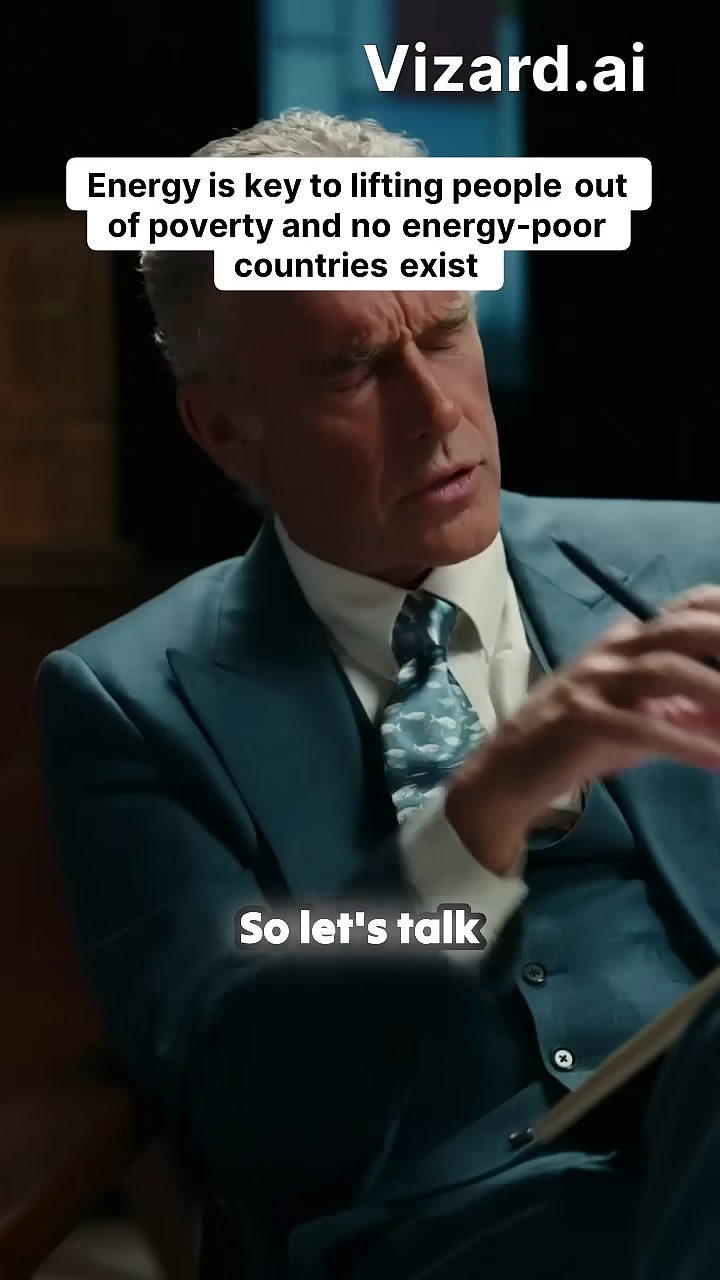 Vizard.ai
Energy is key to lifting people out
of poverty and no energy-poor
countries exist
So let's talk